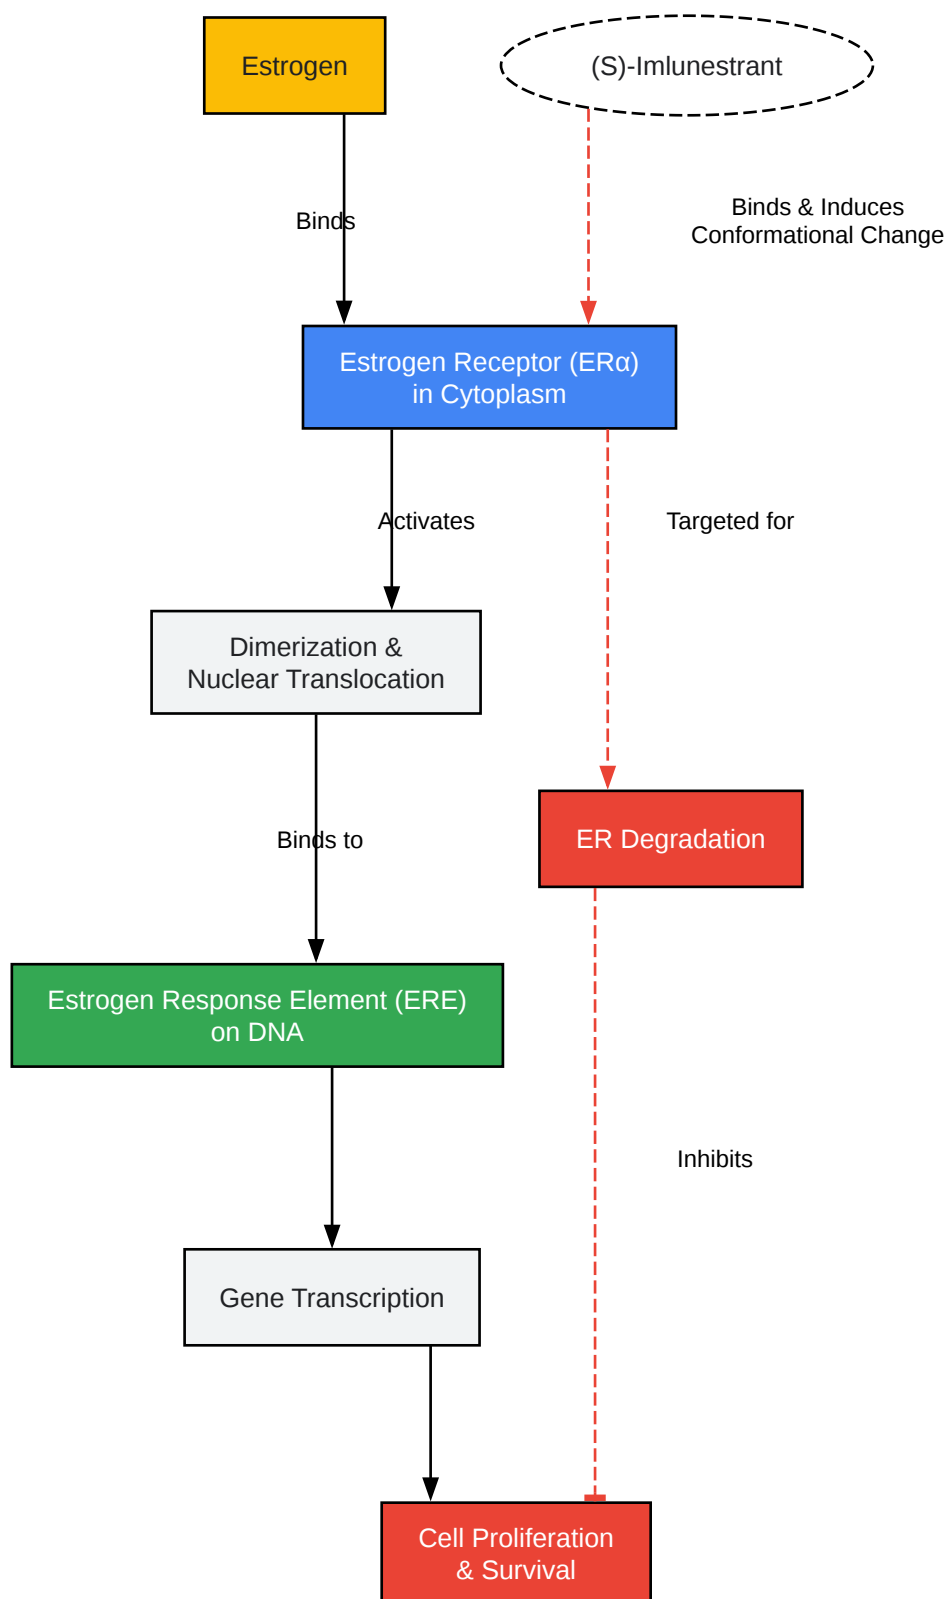 Estrogen
(S)-Imlunestrant
Binds
Binds & Induces
Conformational Change
Estrogen Receptor (ERα)
in Cytoplasm
Activates
Targeted for
Dimerization &
Nuclear Translocation
Binds to
ER Degradation
Estrogen Response Element (ERE)
on DNA
Inhibits
Gene Transcription
Cell Proliferation
& Survival